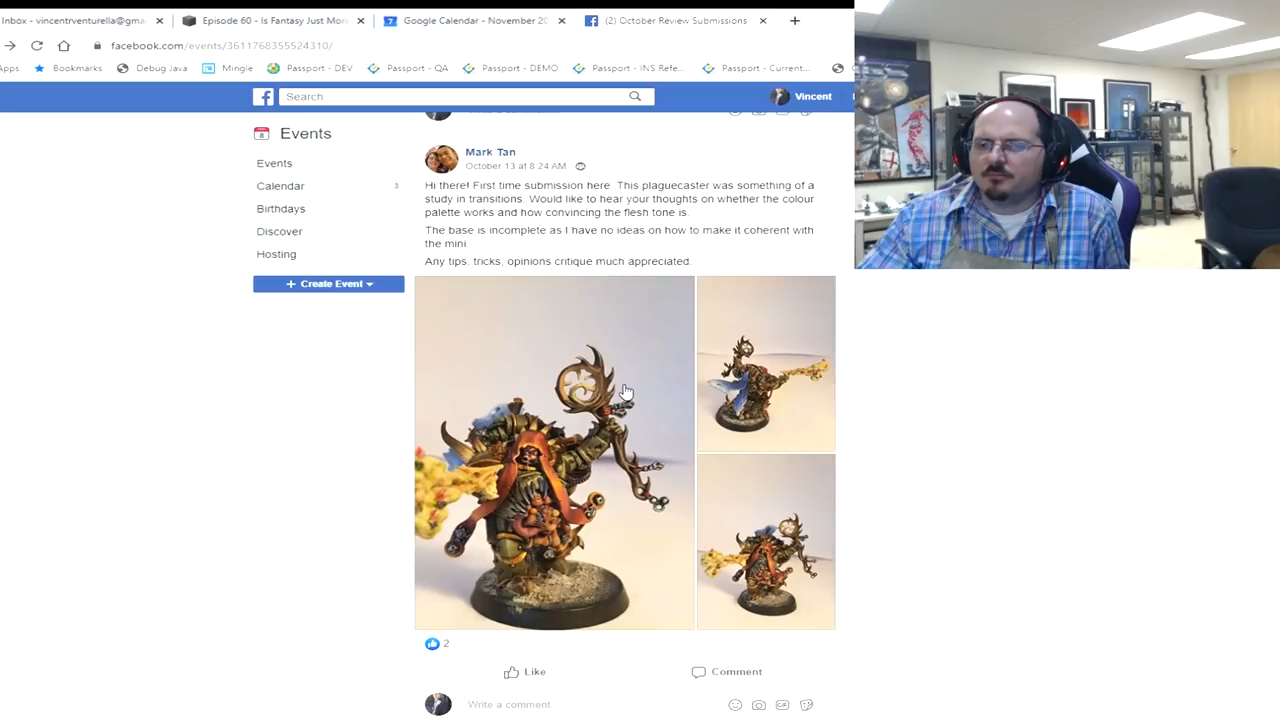 Inbox - vincentrventurella@gma
Episode 60 - Is Fantasy Just More
Google Calendar - November 20
(2) October Review Submissions
facebook.com/events/3611768355524310/
Apps
Bookmarks
Debug Java
Mingle
Passport - DEV
Passport - QA
Passport - DEMO
Passport - INS Refe...
Passport - Current...
Search
Vincent
Events
Events
Calendar
3
Birthdays
Discover
Hosting
+ Create Event
Mark Tan
October 13 at 8:24 AM
Hi there! First time submission here. This plaguecaster was something of a
study in transitions. Would like to hear your thoughts on whether the colour
palette works and how convincing the flesh tone is.
The base is incomplete as I have no ideas on how to make it coherent with
the mini
Any tips, tricks, opinions critique much appreciated.
2
Like
Comment
Write a comment